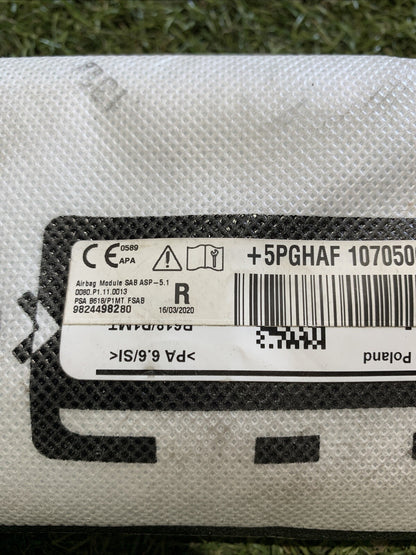 0589
APA
+5PGHAF 107050
Airbag Module SAB ASP-5.1
0080.P1.11.0013
PSA B618/P1MT FSAB
9824498280
R
16/03/2020
B618/P1MT
Poland
>PA 6.6/SI<